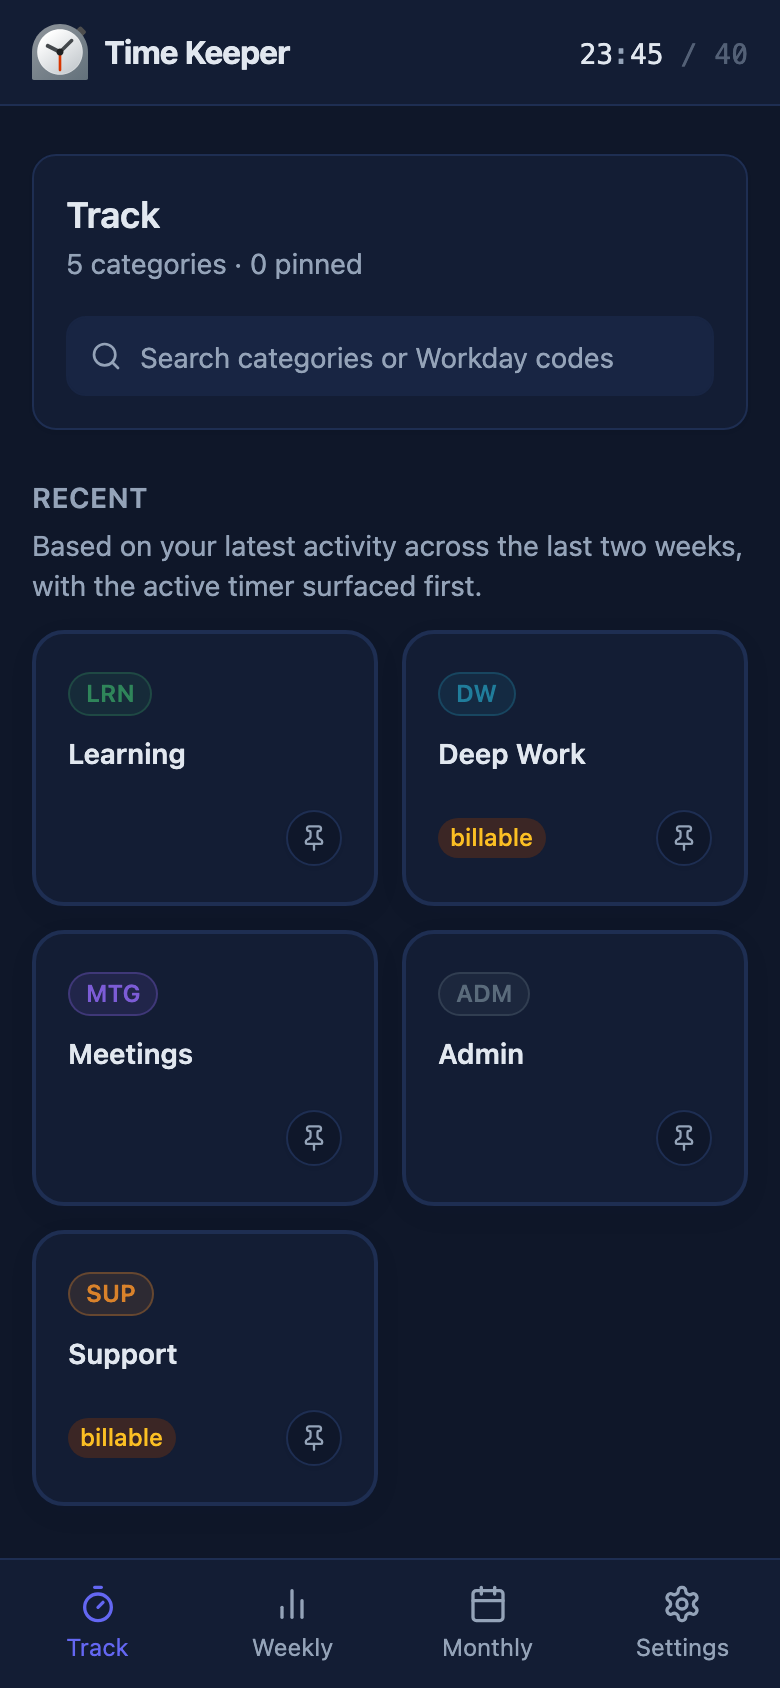 Time Keeper
23:45 / 40
Track
5 categories · 0 pinned
Search categories or Workday codes
RECENT
Based on your latest activity across the last two weeks,
with the active timer surfaced first.
LRN
Learning
DW
Deep Work
billable
MTG
Meetings
ADM
Admin
SUP
Support
billable
Track
Weekly
Monthly
Settings